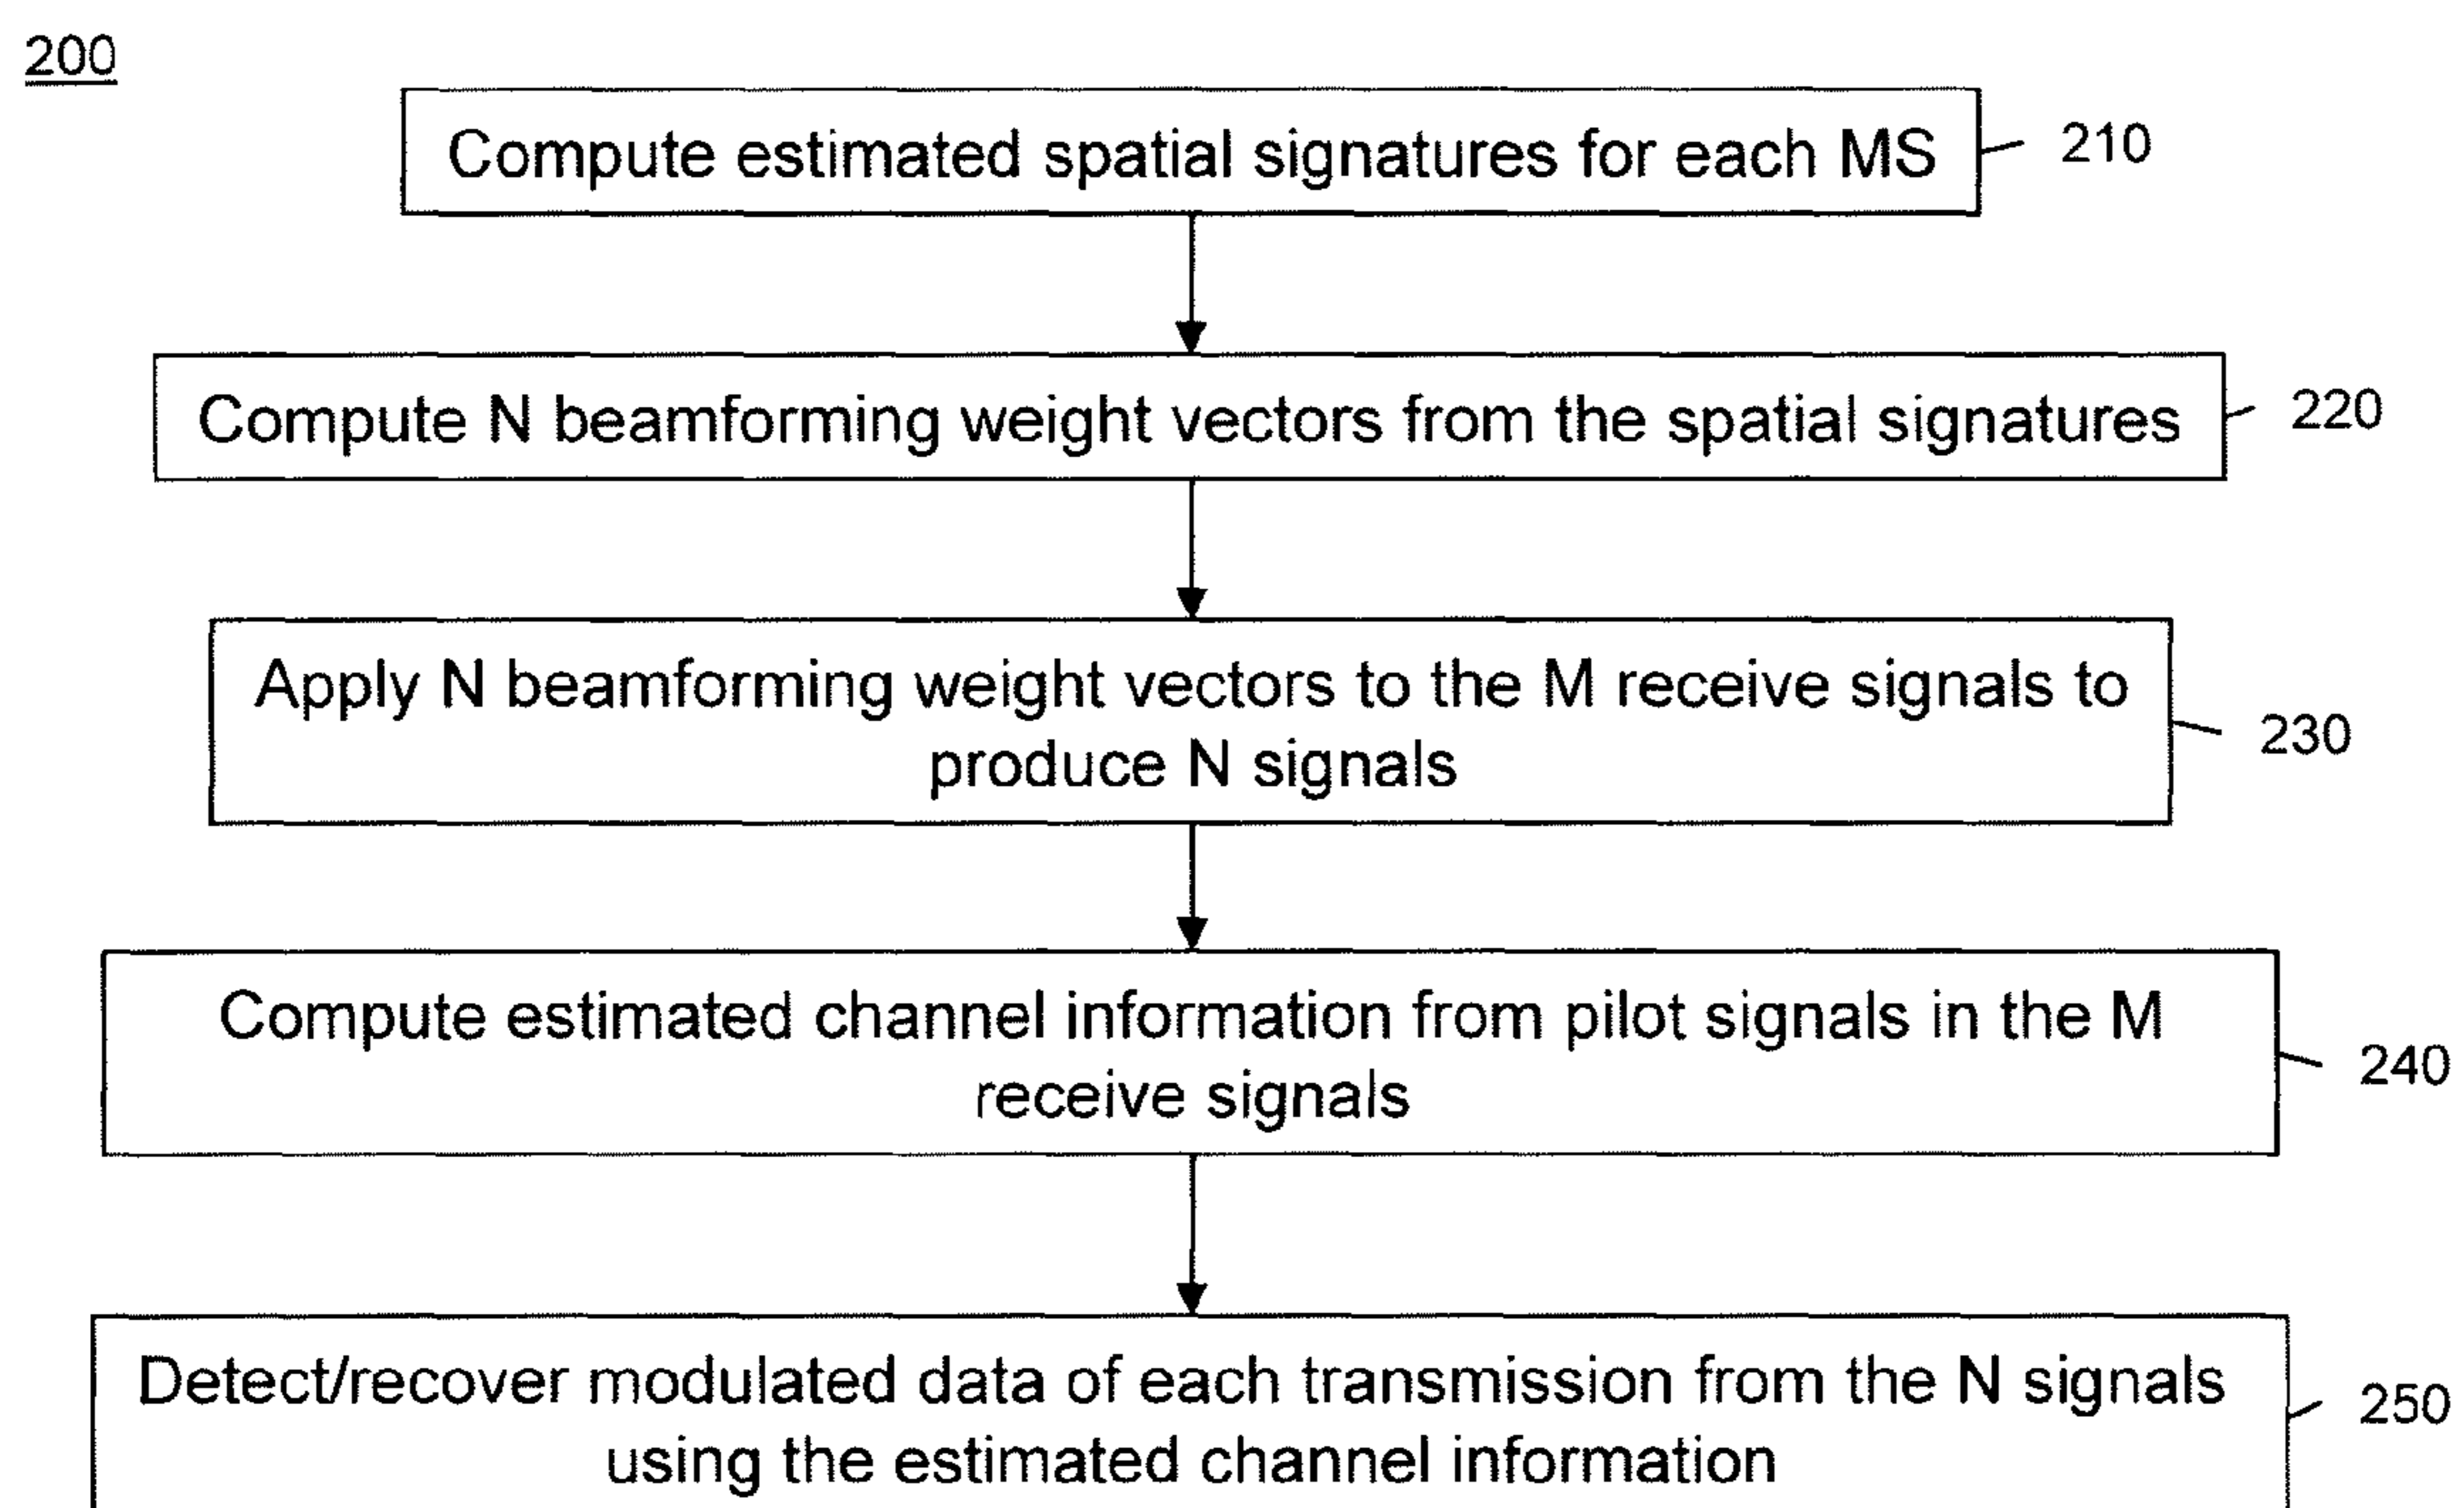 200
Compute estimated spatial signatures for each MS
210
Compute N beamforming weight vectors from the spatial signatures
220
Apply N beamforming weight vectors to the M receive signals to
produce N signals
230
Compute estimated channel information from pilot signals in the M
receive signals
240
Detect/recover modulated data of each transmission from the N signals
using the estimated channel information
250